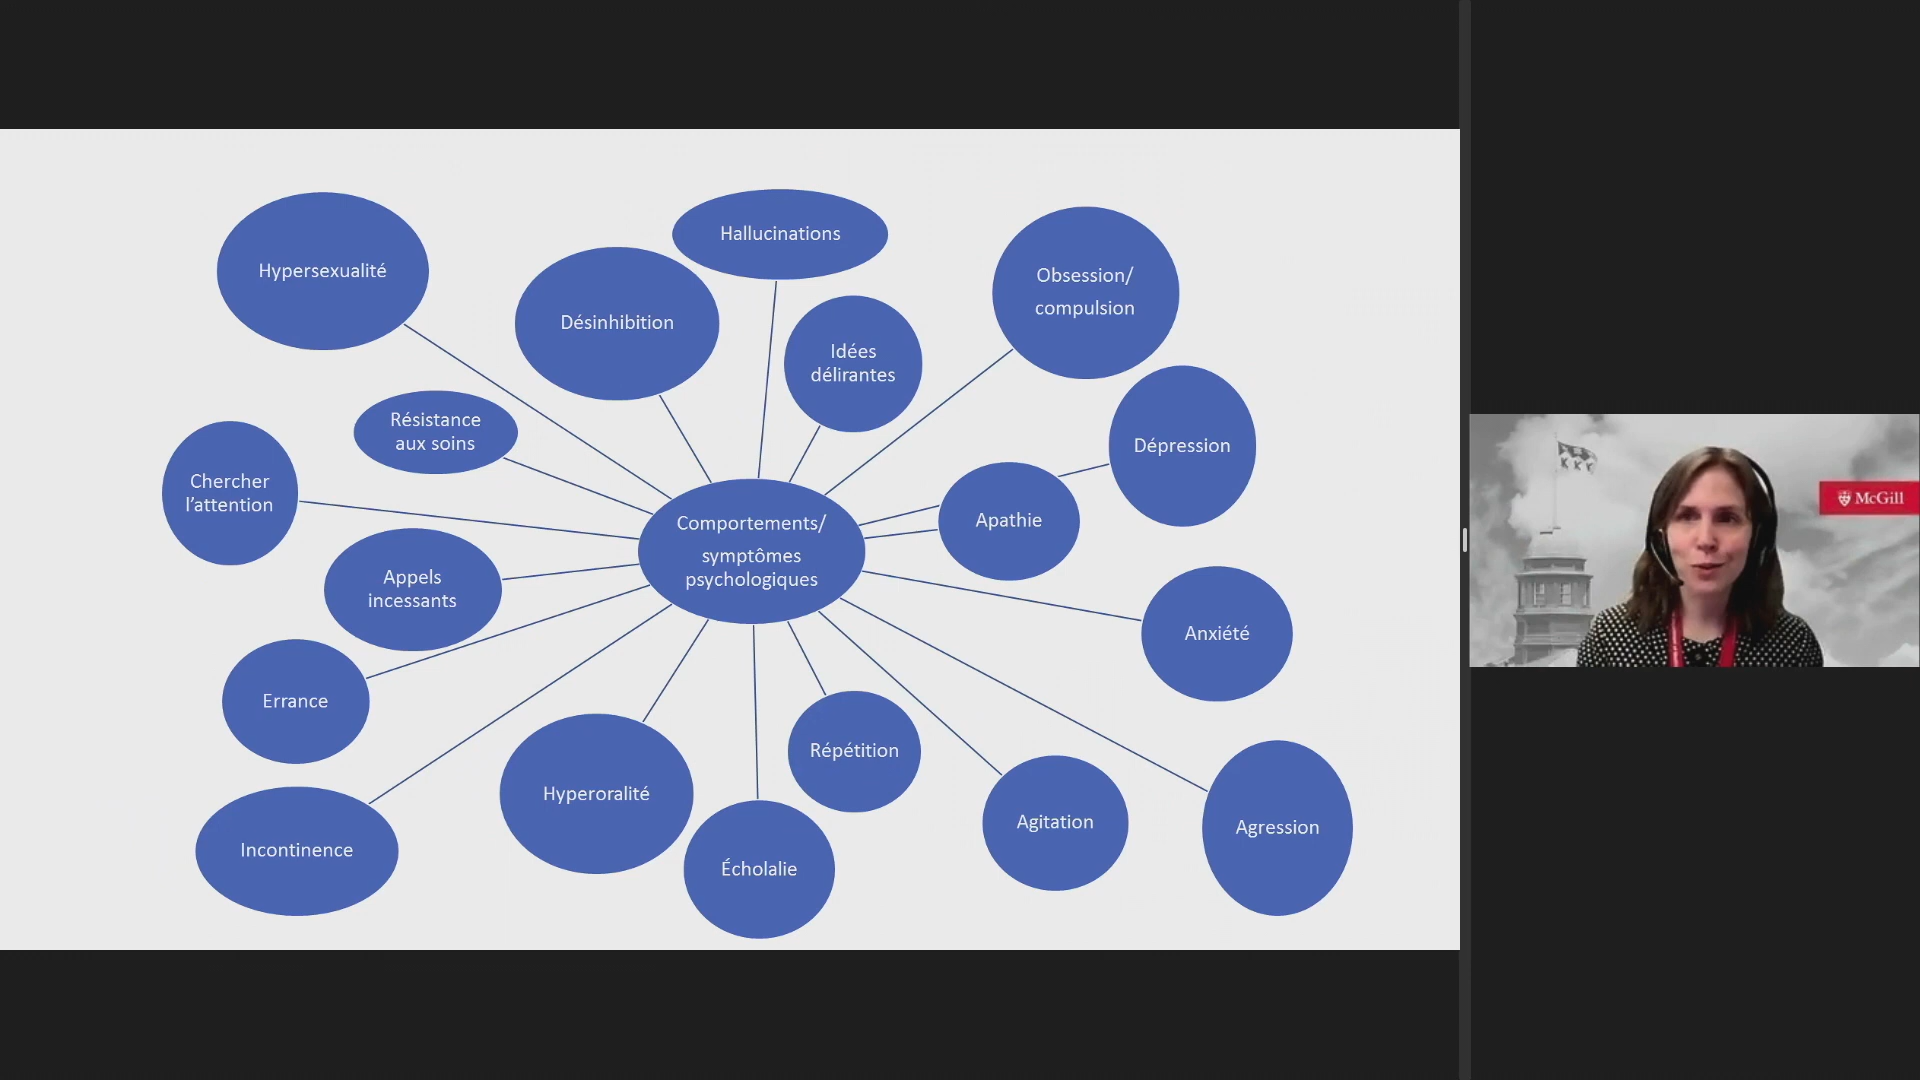 Hallucinations
Hypersexualité
Obsession/
compulsion
Désinhibition
Idées
délirantes
Résistance
aux soins
Dépression
Chercher
l'attention
Apathie
Comportements/
symptômes
psychologiques
McGill
Appels
incessants
Anxiété
Errance
Répétition
Hyperoralité
Agitation
Agression
Incontinence
Écholalie